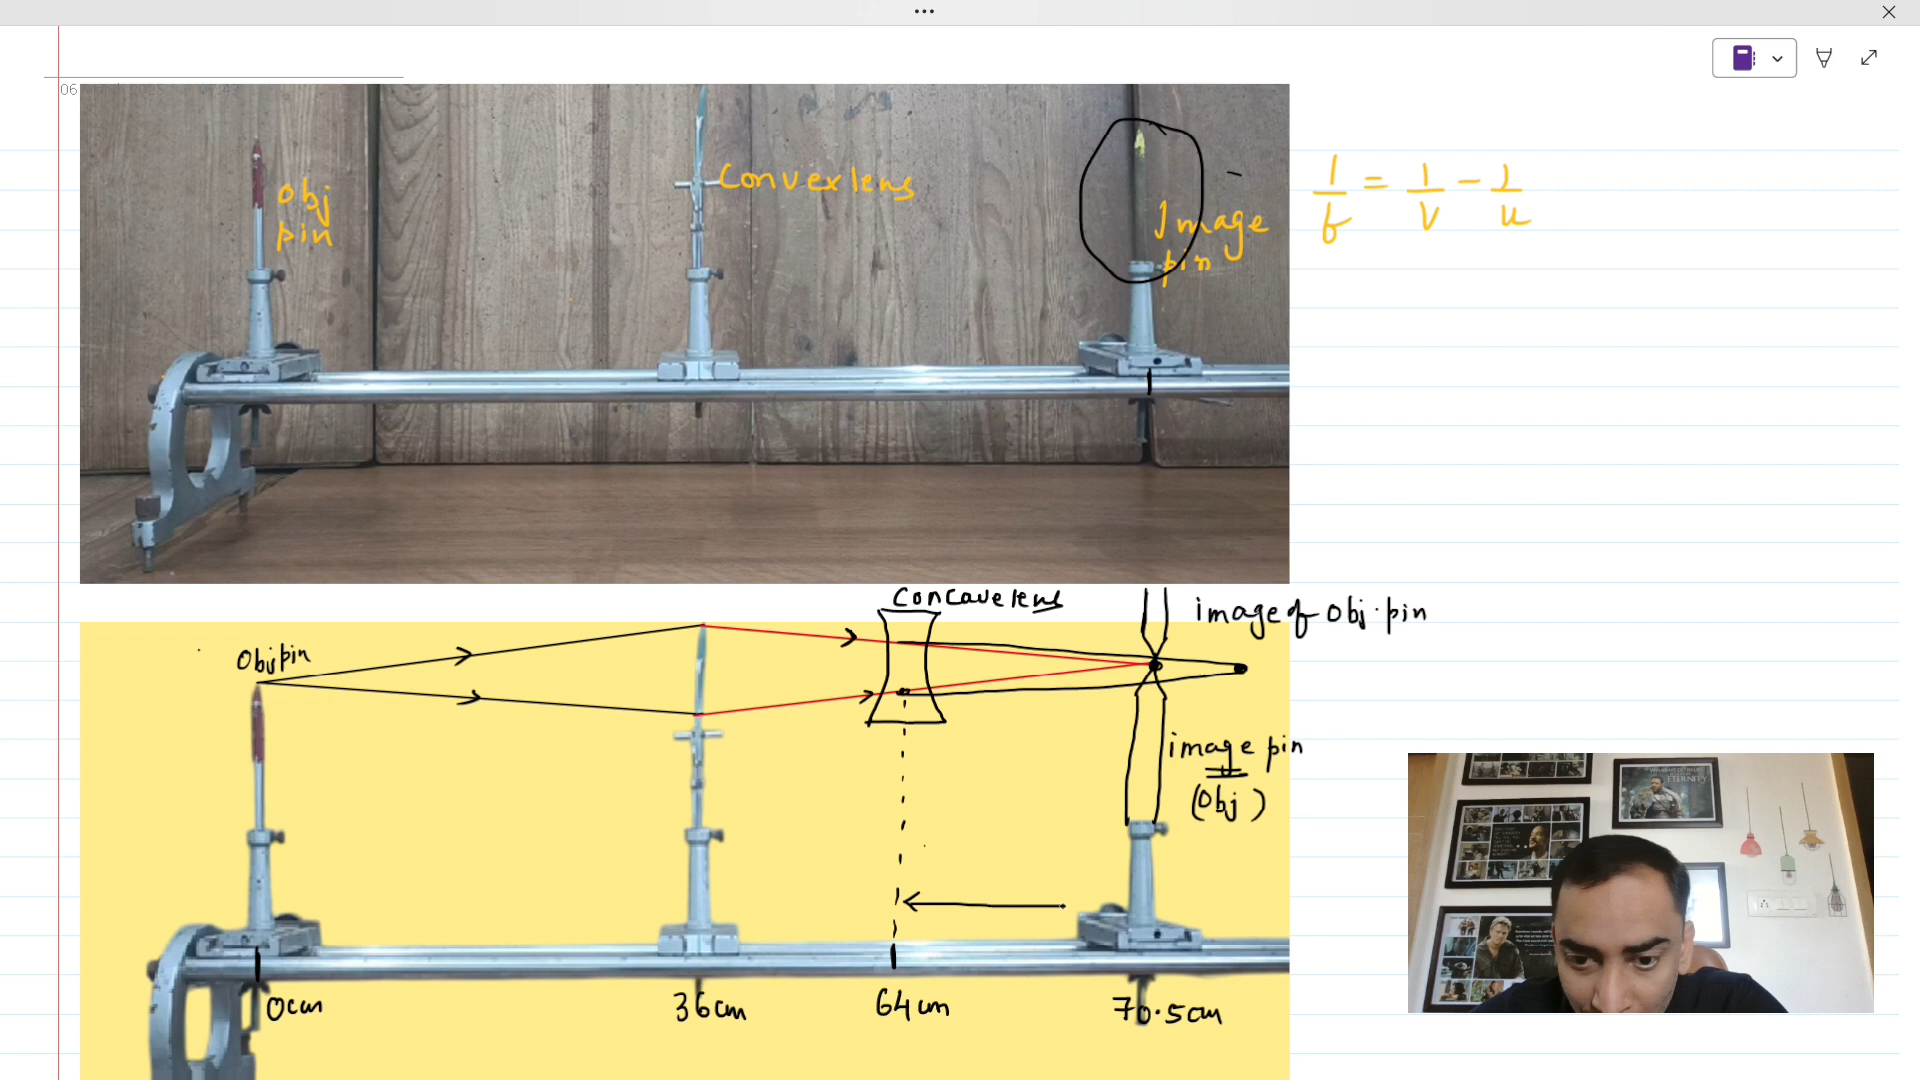 Obj
pin
Convex lens
Image
pin
1/f = 1/v - 1/u
Concave lens
image of obj. pin
Obj pin
image pin
(obj)
0cm
36cm
64cm
70.5cm
ETERNITY